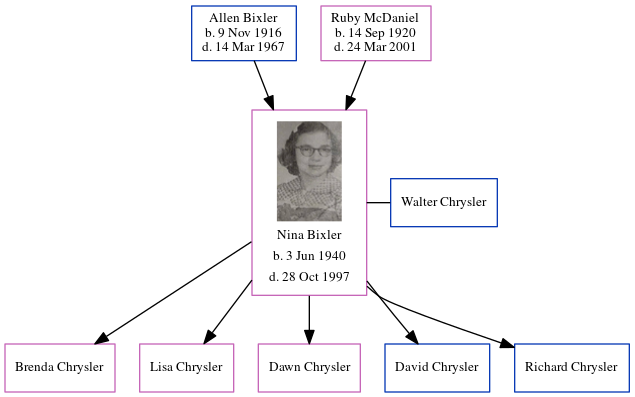 Allen Bixler
b. 9 Nov 1916
d. 14 Mar 1967
Ruby McDaniel
b. 14 Sep 1920
d. 24 Mar 2001
Walter Chrysler
Nina Bixler
b. 3 Jun 1940
d. 28 Oct 1997
Brenda Chrysler
Lisa Chrysler
Dawn Chrysler
David Chrysler
Richard Chrysler